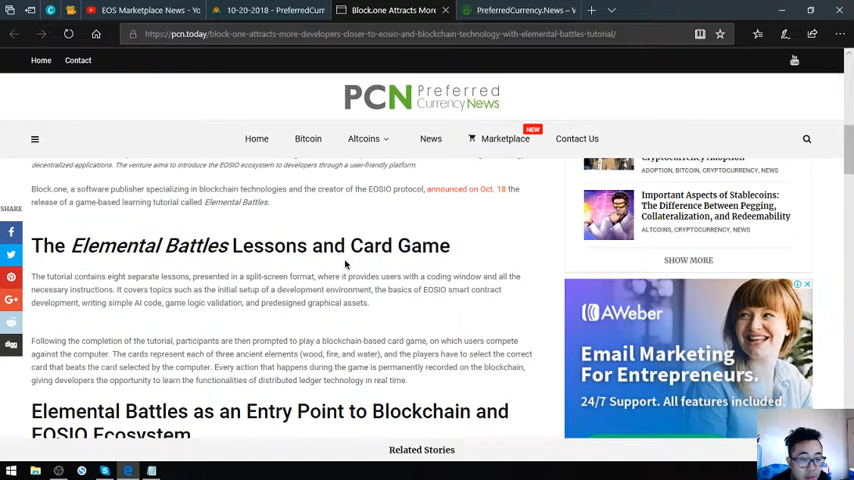 EOS Marketplace News - Yo
10-20-2018 - PreferredCurr
Block.one Attracts More
PreferredCurrency.News – V
https://pcn.today/block-one-attracts-more-developers-closer-to-eosio-and-blockchain-technology-with-elemental-battles-tutorial/
Home Contact
PCN Preferred
Currency News
Home Bitcoin Altcoins News Marketplace NEW Contact Us
decentralized applications. The venture aims to introduce the EOSIO ecosystem to developers through a user-friendly platform.
Block.one, a software publisher specializing in blockchain technologies and the creator of the EOSIO protocol, announced on Oct. 18 the
release of a game-based learning tutorial called Elemental Battles.
SHARE
The Elemental Battles Lessons and Card Game
The tutorial contains eight separate lessons, presented in a split-screen format, where it provides users with a coding window and all the
necessary instructions. It covers topics such as the initial setup of a development environment, the basics of EOSIO smart contract
development, writing simple AI code, game logic validation, and predesigned graphical assets.
Following the completion of the tutorial, participants are then prompted to play a blockchain-based card game, on which users compete
against the computer. The cards represent each of three ancient elements (wood, fire, and water), and the players have to select the correct
card that beats the card selected by the computer. Every action that happens during the game is permanently recorded on the blockchain,
giving developers the opportunity to learn the functionalities of distributed ledger technology in real time.
Elemental Battles as an Entry Point to Blockchain and
EOSIO Ecosystem
digg
Cryptocurrency Adoption
ADOPTION, BITCOIN, CRYPTOCURRENCY, NEWS
Important Aspects of Stablecoins:
The Difference Between Pegging,
Collateralization, and Redeemability
ALTCOINS, CRYPTOCURRENCY, NEWS
SHOW MORE
AWeber
Email Marketing
For Entrepreneurs.
24/7 Support. All features included.
Related Stories